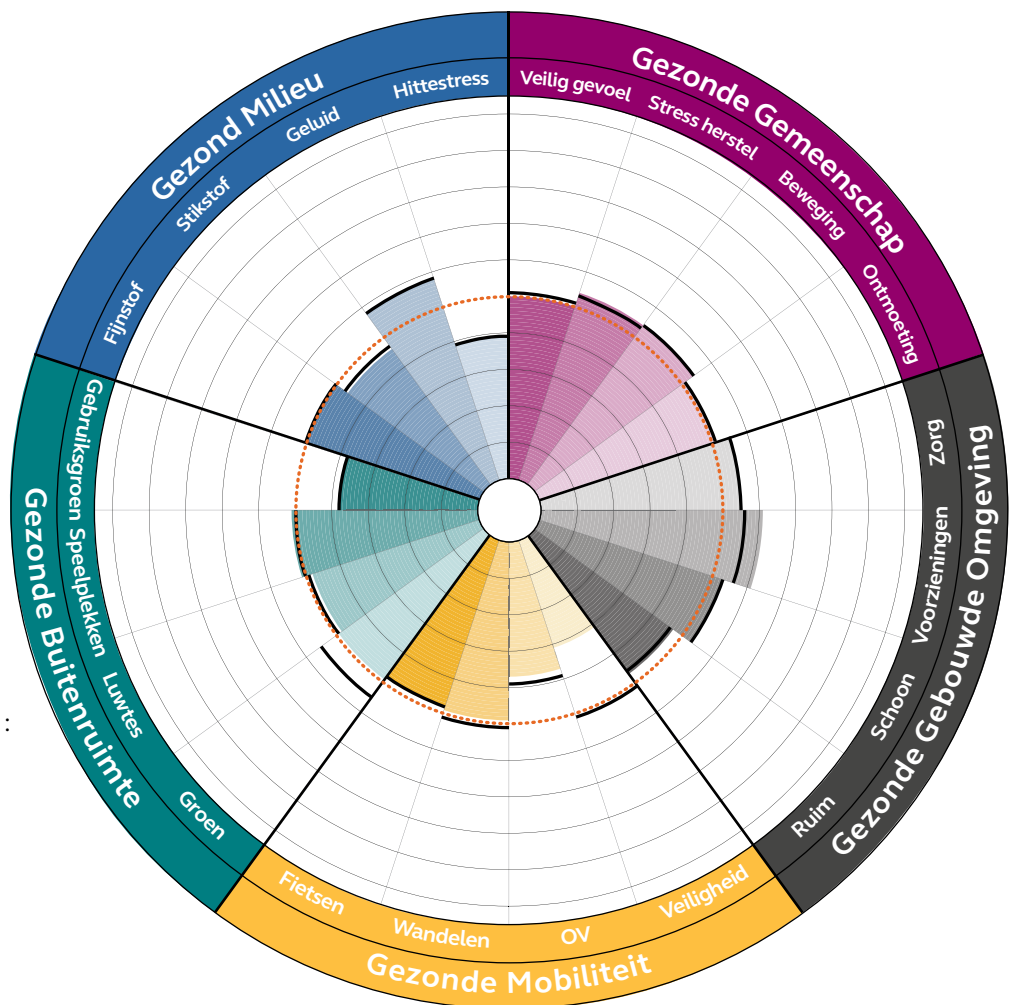 Gezonde Gemeenschap
Veilig gevoel
Stress herstel
Beweging
Ontmoeting
Gezonde Gebouwde Omgeving
Zorg
Voorzieningen
Schoon
Ruim
Gezonde Mobiliteit
Veiligheid
OV
Wandelen
Fietsen
Gezonde Buitenruimte
Groen
Luwtes
Speelplekken
Gebruiksgroen
Gezond Milieu
Fijnstof
Stikstof
Geluid
Hittestress
: